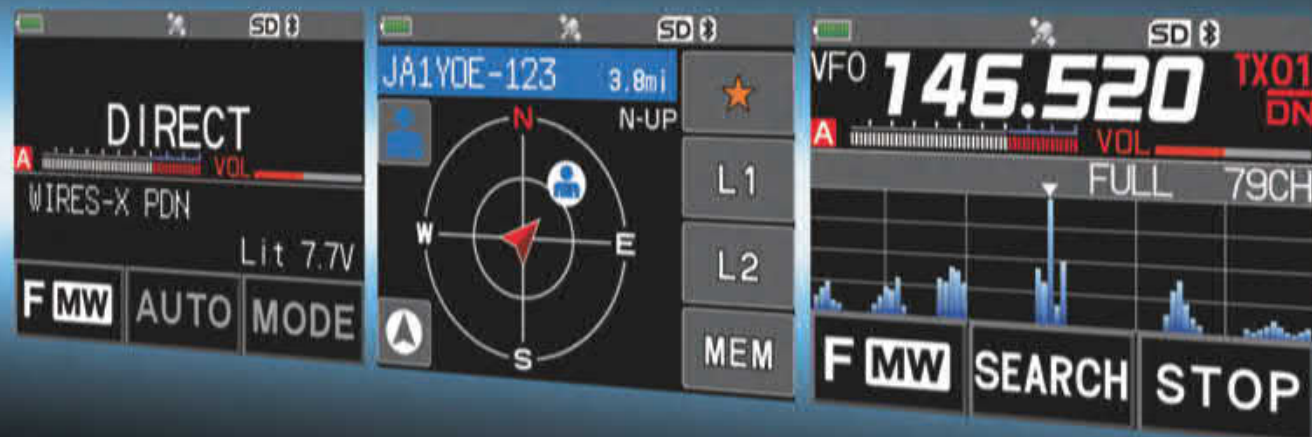 SD
DIRECT
A VOL
WIRES-X PDN
Lit 7.7V
F MW AUTO MODE
SD
JA1YOE-123 3.8mi
N N-UP
W E
S
L1
L2
MEM
SD
VFO 146.520 TX01
DN
A VOL
FULL 79CH
F MW SEARCH STOP